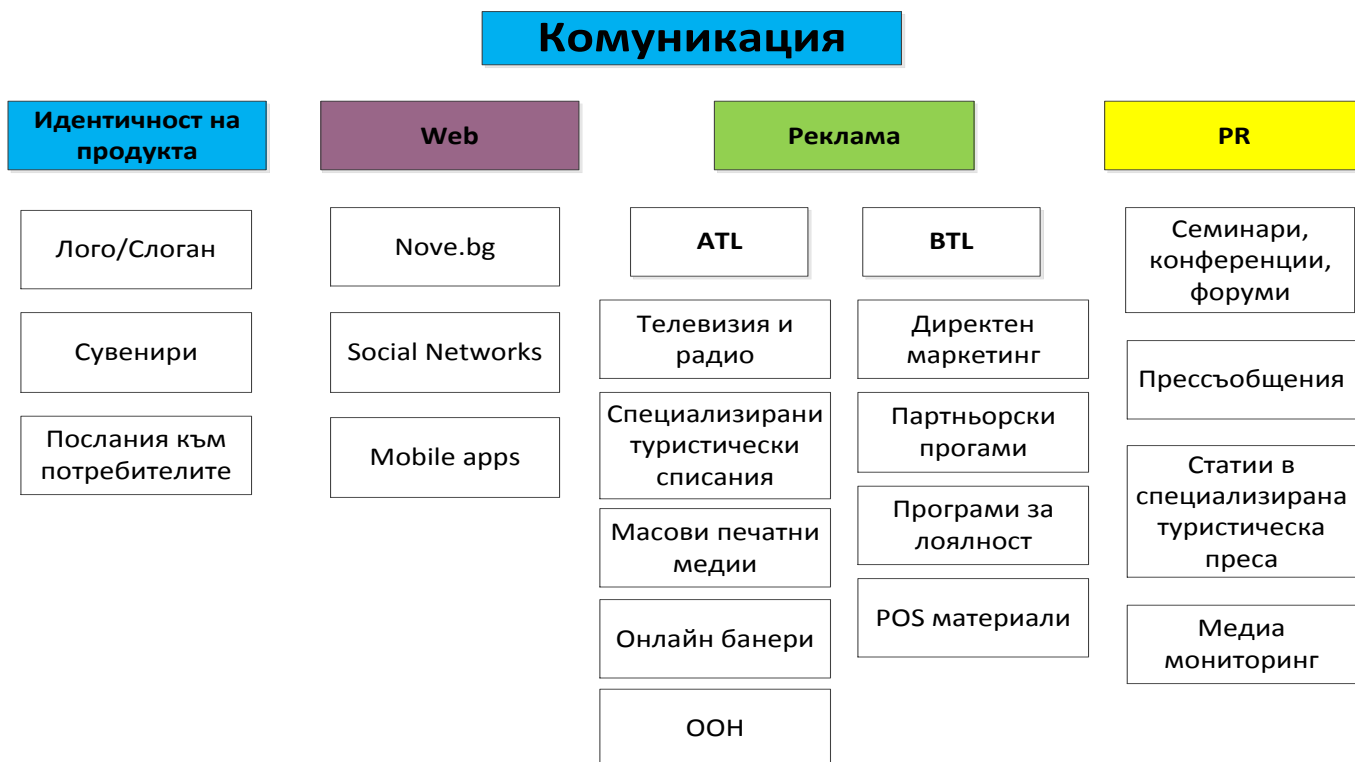 Комуникация
Идентичност на
продукта
Лого/Слоган
Сувенири
Послания към
потребителите
Web
Nove.bg
Social Networks
Mobile apps
Реклама
ATL
Телевизия и
радио
Специализирани
туристически
списания
Масови печатни
медии
Онлайн банери
OOH
BTL
Директен
маркетинг
Партньорски
прогами
Програми за
лоялност
POS материали
PR
Семинари,
конференции,
форуми
Прессъобщения
Статии в
специализирана
туристическа
преса
Медиа
мониторинг